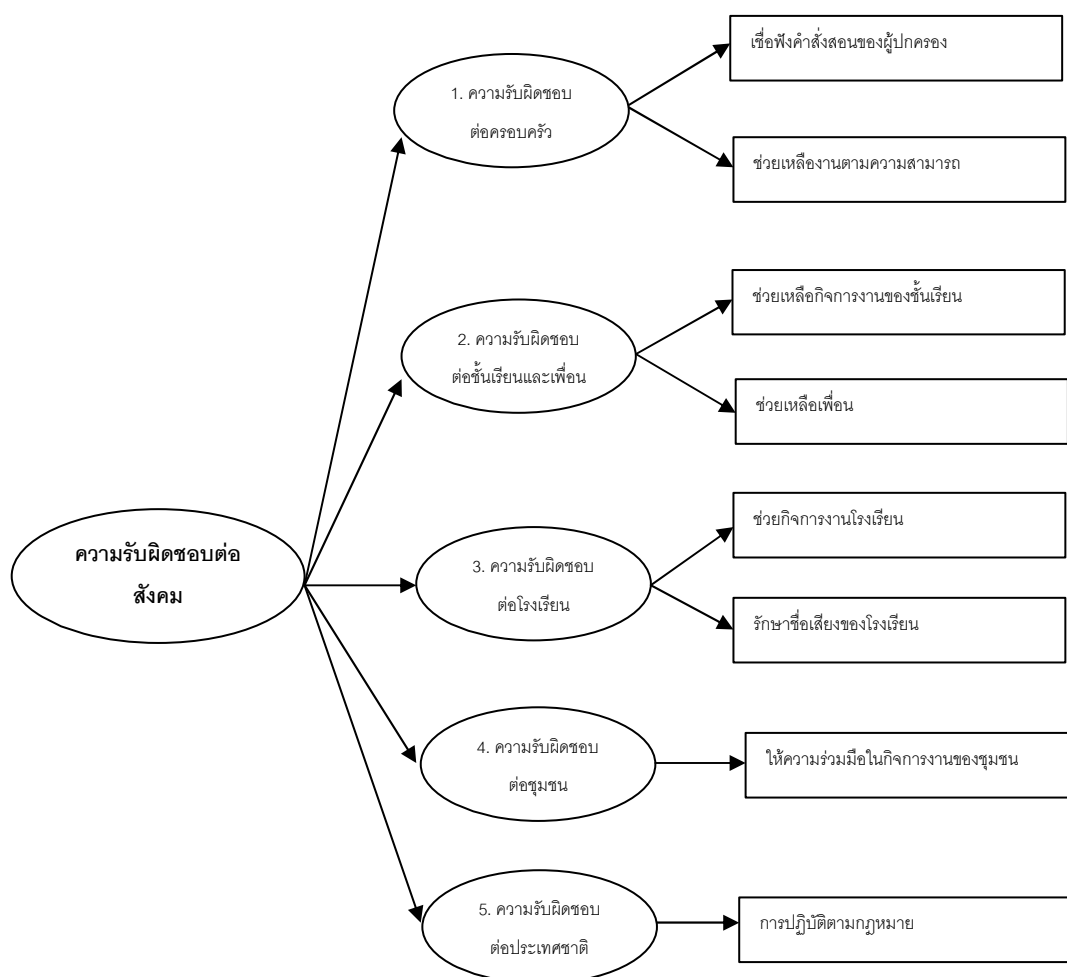 เชื่อฟังคำสั่งสอนของผู้ปกครอง
1. ความรับผิดชอบ
ต่อครอบครัว
ช่วยเหลืองานตามความสามารถ
ช่วยเหลือกิจการงานของชั้นเรียน
2. ความรับผิดชอบ
ต่อชั้นเรียนและเพื่อน
ช่วยเหลือเพื่อน
ความรับผิดชอบต่อ
สังคม
ช่วยกิจการงานโรงเรียน
3. ความรับผิดชอบ
ต่อโรงเรียน
รักษาชื่อเสียงของโรงเรียน
4. ความรับผิดชอบ
ต่อชุมชน
ให้ความร่วมมือในกิจการงานของชุมชน
5. ความรับผิดชอบ
ต่อประเทศชาติ
การปฏิบัติตามกฎหมาย